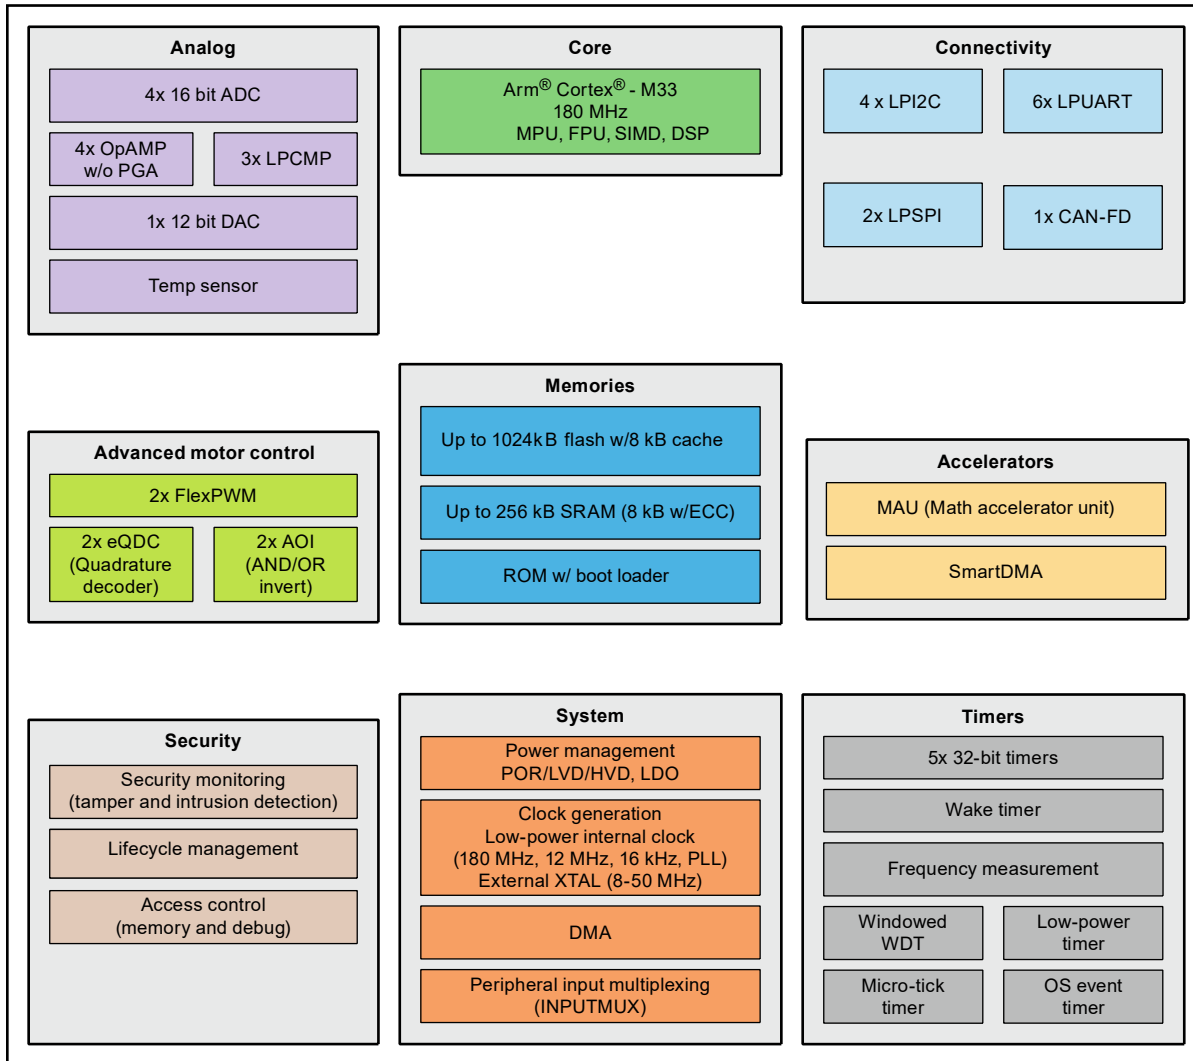 Analog
4x 16 bit ADC
4x OpAMP
w/o PGA
3x LPCMP
1x 12 bit DAC
Temp sensor
Core
Arm® Cortex® - M33
180 MHz
MPU, FPU, SIMD, DSP
Connectivity
4 x LPI2C
6x LPUART
2x LPSPI
1x CAN-FD
Advanced motor control
2x FlexPWM
2x eQDC
(Quadrature
decoder)
2x AOI
(AND/OR
invert)
Memories
Up to 1024kB flash w/8 kB cache
Up to 256 kB SRAM (8 kB w/ECC)
ROM w/ boot loader
Accelerators
MAU (Math accelerator unit)
SmartDMA
Security
Security monitoring
(tamper and intrusion detection)
Lifecycle management
Access control
(memory and debug)
System
Power management
POR/LVD/HVD, LDO
Clock generation
Low-power internal clock
(180 MHz, 12 MHz, 16 kHz, PLL)
External XTAL (8-50 MHz)
DMA
Peripheral input multiplexing
(INPUTMUX)
Timers
5x 32-bit timers
Wake timer
Frequency measurement
Windowed
WDT
Low-power
timer
Micro-tick
timer
OS event
timer